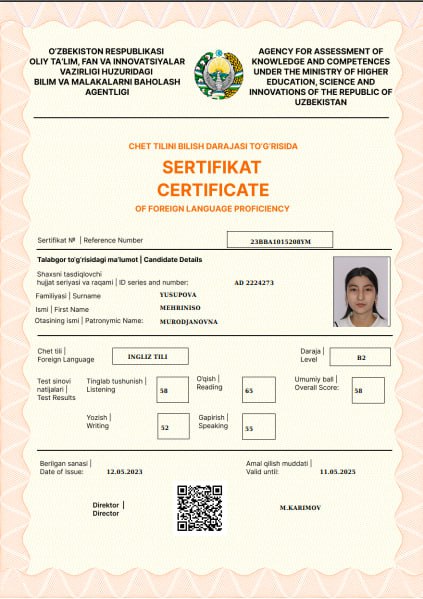 O'ZBEKISTON RESPUBLIKASI
OLIY TA'LIM, FAN VA INNOVATSIYALAR
VAZIRLIGI HUZURIDAGI
BILIM VA MALAKALARNI BAHOLASH
AGENTLIGI
AGENCY FOR ASSESSMENT OF
KNOWLEDGE AND COMPETENCES
UNDER THE MINISTRY OF HIGHER
EDUCATION, SCIENCE AND
INNOVATIONS OF THE REPUBLIC OF
UZBEKISTAN
CHET TILINI BILISH DARAJASI TO'G'RISIDA
SERTIFIKAT
CERTIFICATE
OF FOREIGN LANGUAGE PROFICIENCY
Sertifikat № | Reference Number 23BBA1015208YM
Talabgor to'g'risidagi ma'lumot | Candidate Details
Shaxsni tasdiqlovchi
hujjat seriyasi va raqami | ID series and number: AD 2224273
Familiyasi | Surname YUSUPOVA
Ismi | First Name MEHRINISO
Otasining ismi | Patronymic Name: MURODJANOVNA
Chet tili |
Foreign Language INGLIZ TILI
Daraja |
Level B2
Test sinovi
natijalari |
Test Results
Tinglab tushunish |
Listening 58
O'qish |
Reading 65
Umumiy ball |
Overall Score: 58
Yozish |
Writing 52
Gapirish |
Speaking 55
Berilgan sanasi |
Date of Issue: 12.05.2023
Amal qilish muddati |
Valid until: 11.05.2025
Direktor |
Director
M.KARIMOV